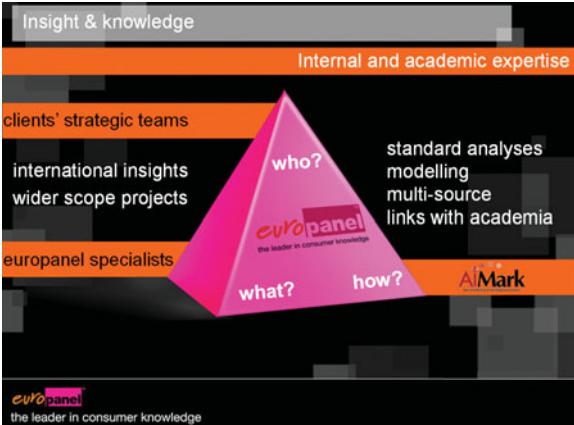 Insight & knowledge
Internal and academic expertise
clients' strategic teams
who?
international insights
wider scope projects
standard analyses
modelling
multi-source
links with academia
europanel
the leader in consumer knowledge
europanel specialists
what?
how?
AiMark
europanel
the leader in consumer knowledge